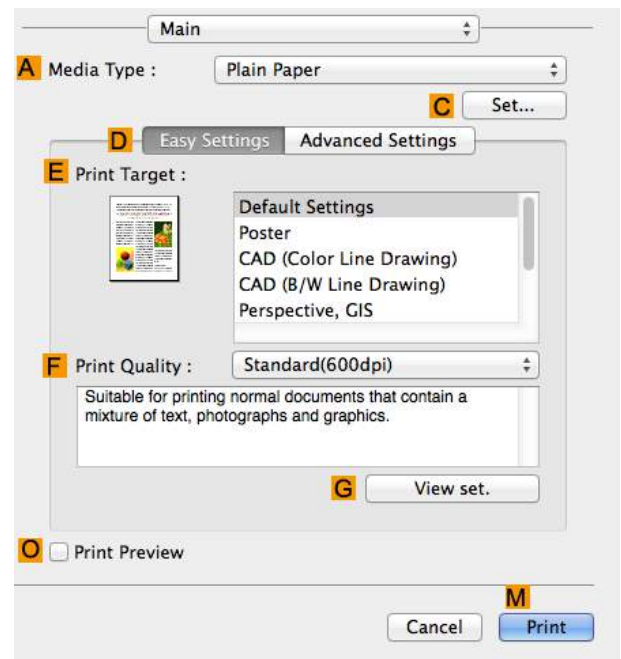 Main
A Media Type : Plain Paper
C Set...
D Easy Settings Advanced Settings
E Print Target :
Default Settings
Poster
CAD (Color Line Drawing)
CAD (B/W Line Drawing)
Perspective, GIS
F Print Quality : Standard(600dpi)
Suitable for printing normal documents that contain a
mixture of text, photographs and graphics.
G View set.
O Print Preview
M
Cancel Print